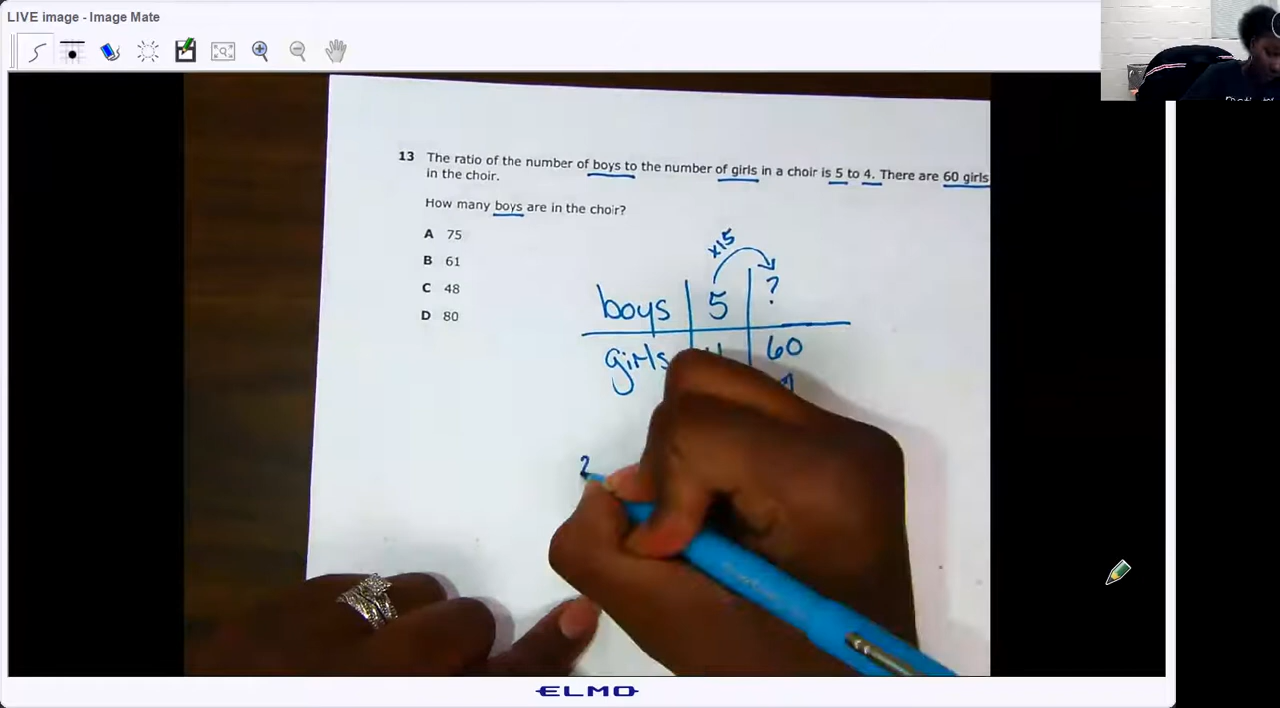 LIVE image - Image Mate
13 The ratio of the number of boys to the number of girls in a choir is 5 to 4. There are 60 girls
in the choir.
How many boys are in the choir?
A 75
B 61
C 48
D 80
x15
boys 5 ?
girls 60
ELMO